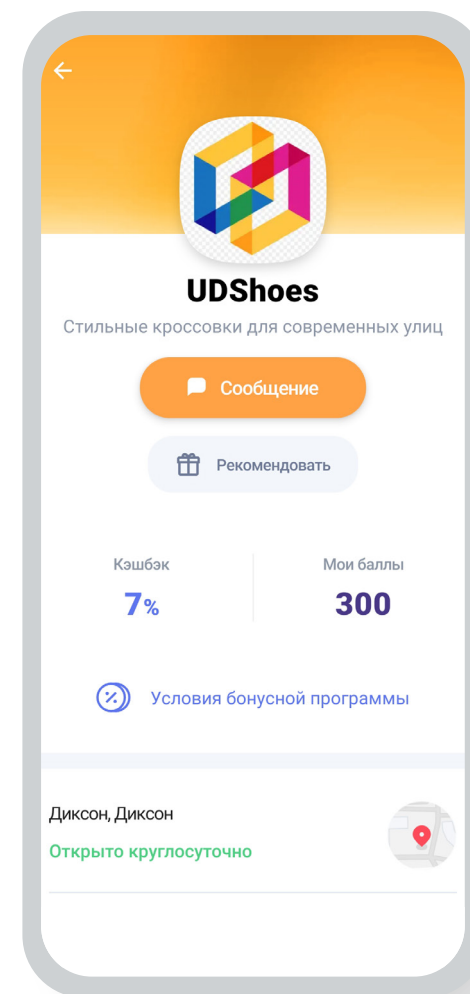 UDShoes
Стильные кроссовки для современных улиц
Сообщение
Рекомендовать
Кэшбэк
7%
Мои баллы
300
Условия бонусной программы
Диксон, Диксон
Открыто круглосуточно